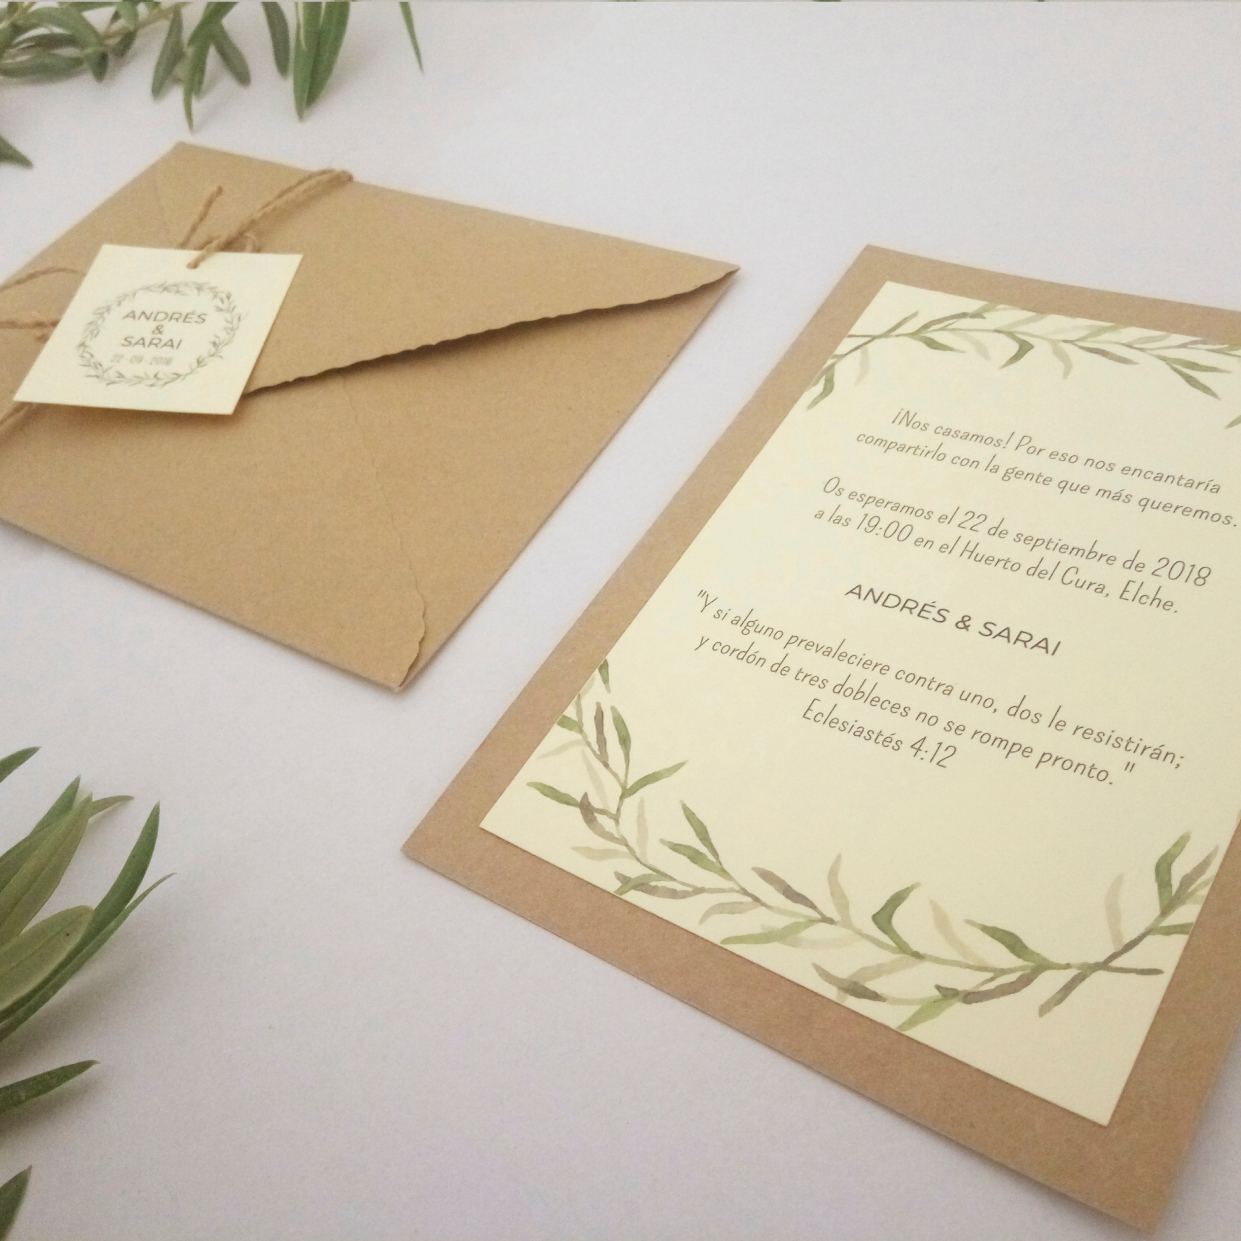 ANDRÉS
&
SARAI
22 · 09 · 2018
¡Nos casamos! Por eso nos encantaría
compartirlo con la gente que más queremos.
Os esperamos el 22 de septiembre de 2018
a las 19:00 en el Huerto del Cura, Elche.
ANDRÉS & SARAI
"Y si alguno prevaleciere contra uno, dos le resistirán;
y cordón de tres dobleces no se rompe pronto."
Eclesiastés 4:12